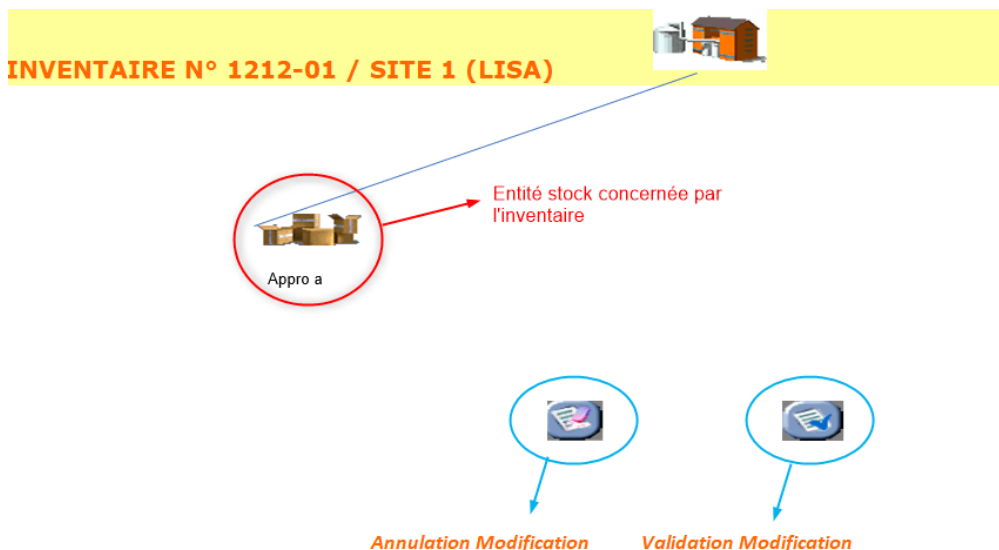 INVENTAIRE N° 1212-01 / SITE 1 (LISA)
Entité stock concernée par
l'inventaire
Appro a
Annulation Modification
Validation Modification